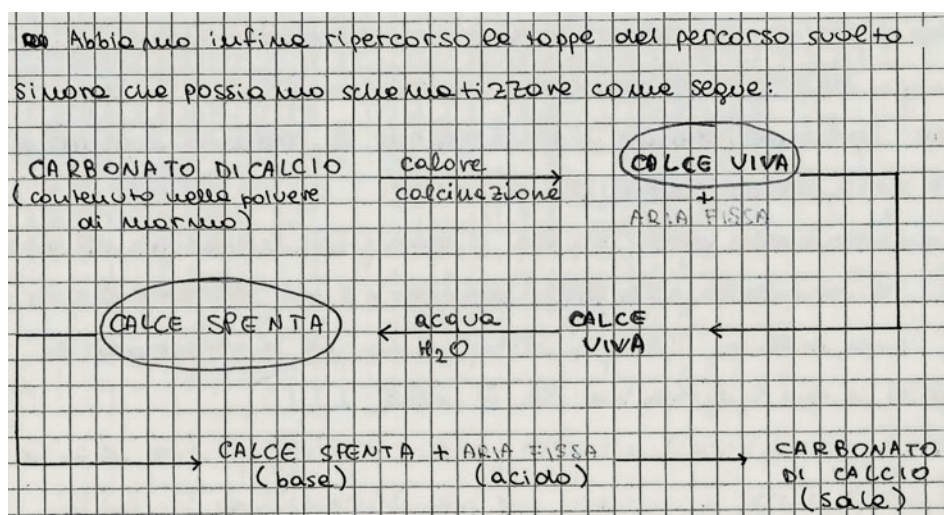 Abbiamo infine ripercorso le tappe del percorso svolto
sinora che possiamo schematizzare come segue:
CARBONATO DI CALCIO
(contenuto nella polvere
di marmo)
calore
calcinazione
CALCE VIVA
+
ARIA FISSA
CALCE SPENTA
acqua
H₂O
CALCE
VIVA
CALCE SPENTA + ARIA FISSA
(base) (acido)
CARBONATO
DI CALCIO
(sale)